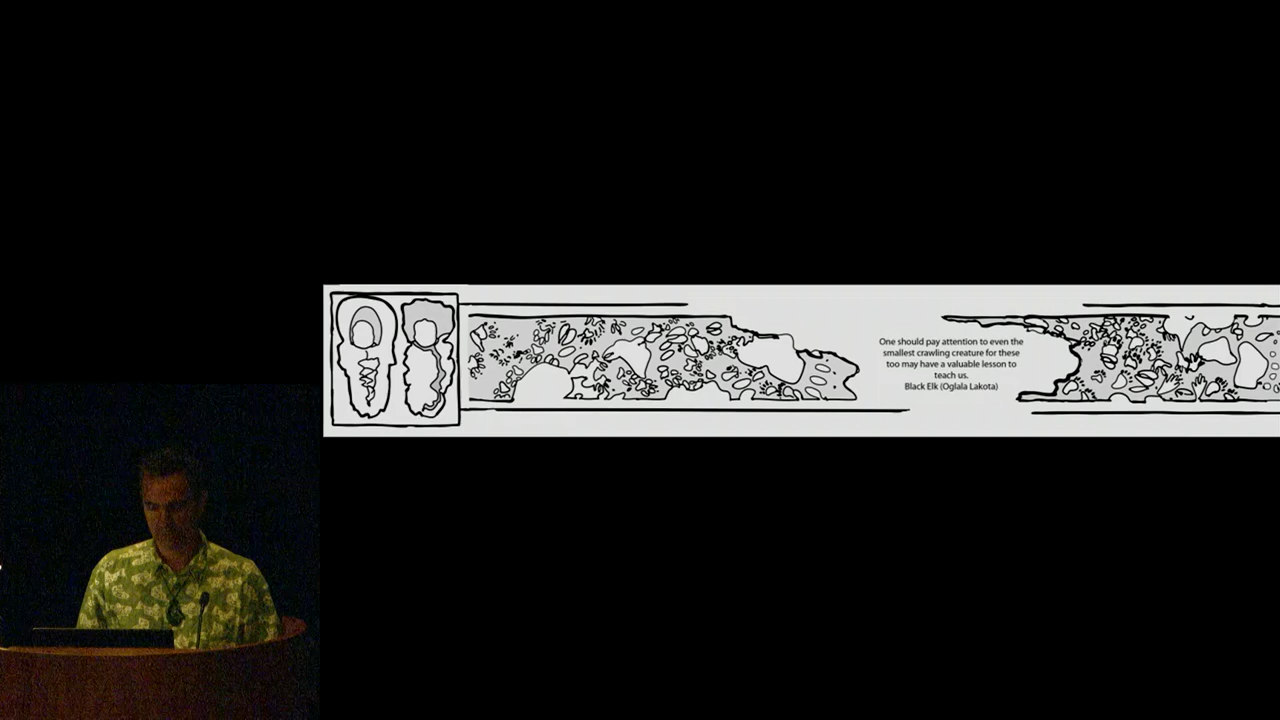 One should pay attention to even the
smallest crawling creature for these
too may have a valuable lesson to
teach us.
Black Elk (Oglala Lakota)